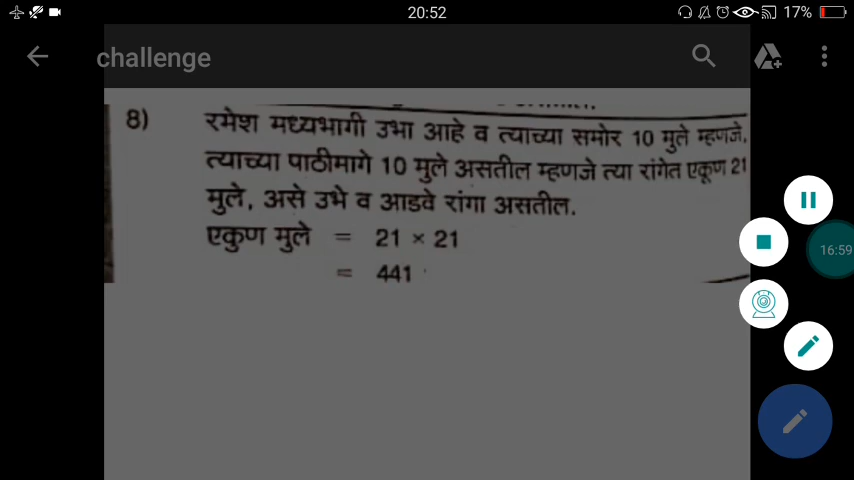 20:52
17%
challenge
8) रमेश मध्यभागी उभा आहे व त्याच्या समोर 10 मुले म्हणजे,
त्याच्या पाठीमागे 10 मुले असतील म्हणजे त्या रांगेत एकूण 21
मुले, असे उभे व आडवे रांगा असतील.
एकुण मुले = 21 × 21
= 441
16:59